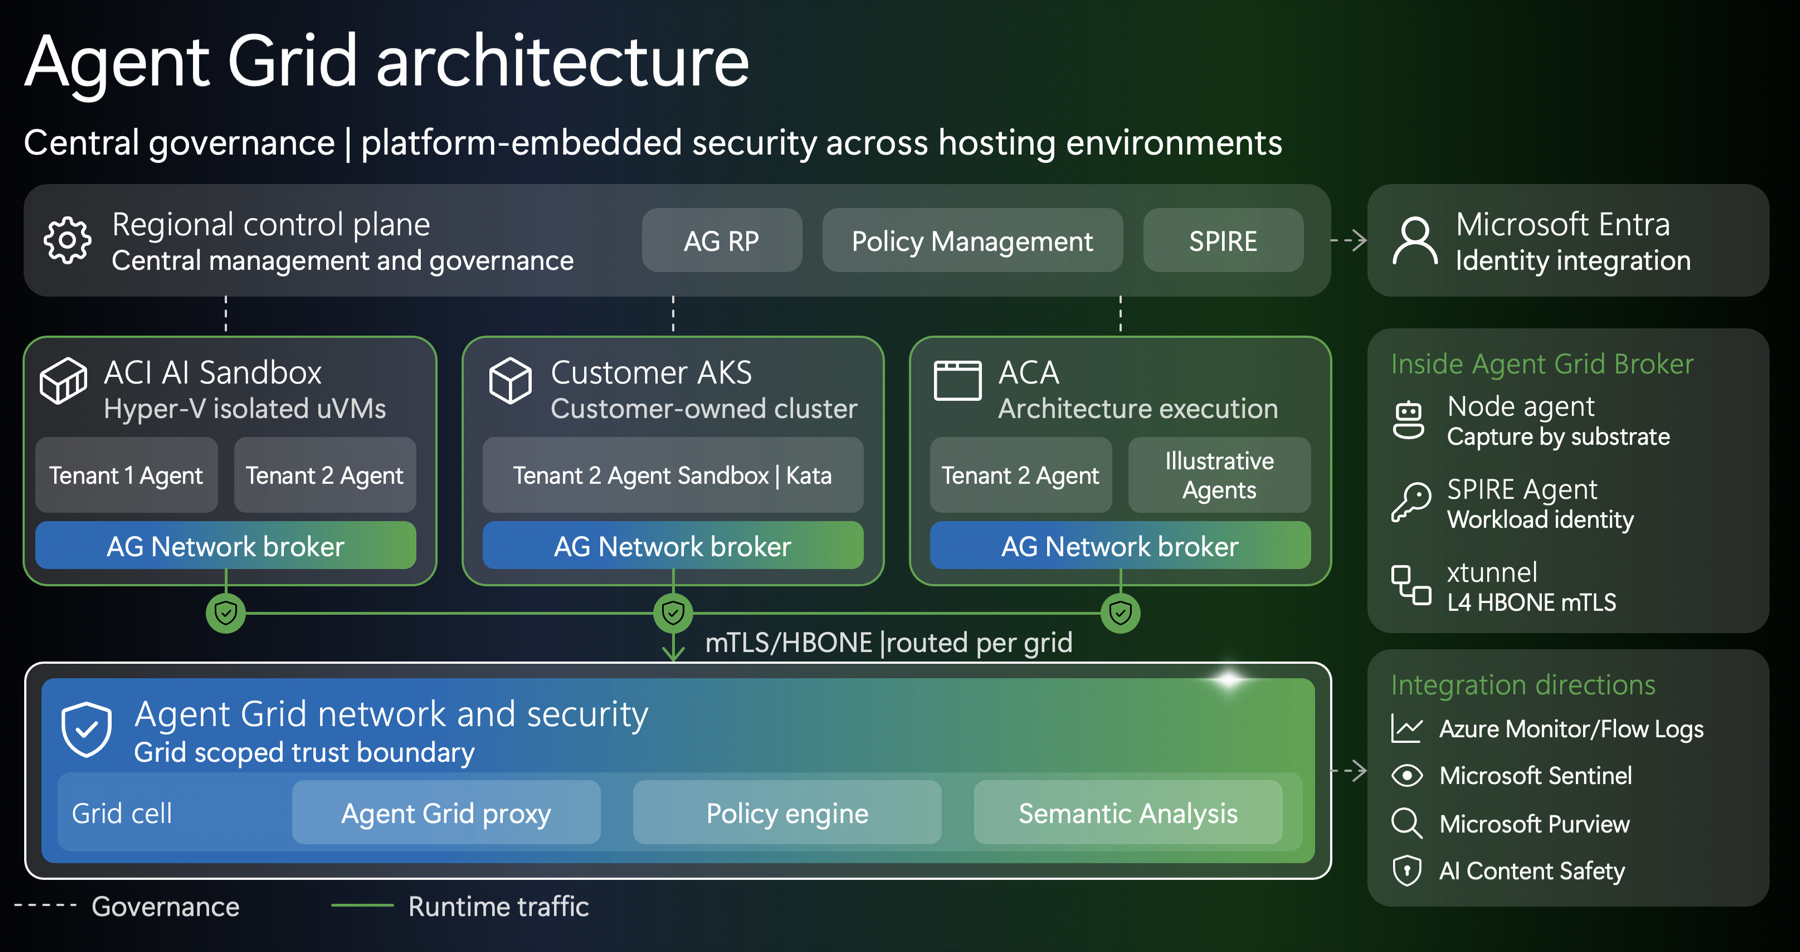 Agent Grid architecture
Central governance | platform-embedded security across hosting environments
Regional control plane
Central management and governance
AG RP
Policy Management
SPIRE
Microsoft Entra
Identity integration
ACI AI Sandbox
Hyper-V isolated uVMs
Tenant 1 Agent
Tenant 2 Agent
AG Network broker
Customer AKS
Customer-owned cluster
Tenant 2 Agent Sandbox | Kata
AG Network broker
ACA
Architecture execution
Tenant 2 Agent
Illustrative
Agents
AG Network broker
Inside Agent Grid Broker
Node agent
Capture by substrate
SPIRE Agent
Workload identity
xtunnel
L4 HBONE mTLS
mTLS/HBONE |routed per grid
Agent Grid network and security
Grid scoped trust boundary
Grid cell
Agent Grid proxy
Policy engine
Semantic Analysis
Integration directions
Azure Monitor/Flow Logs
Microsoft Sentinel
Microsoft Purview
AI Content Safety
Governance
Runtime traffic